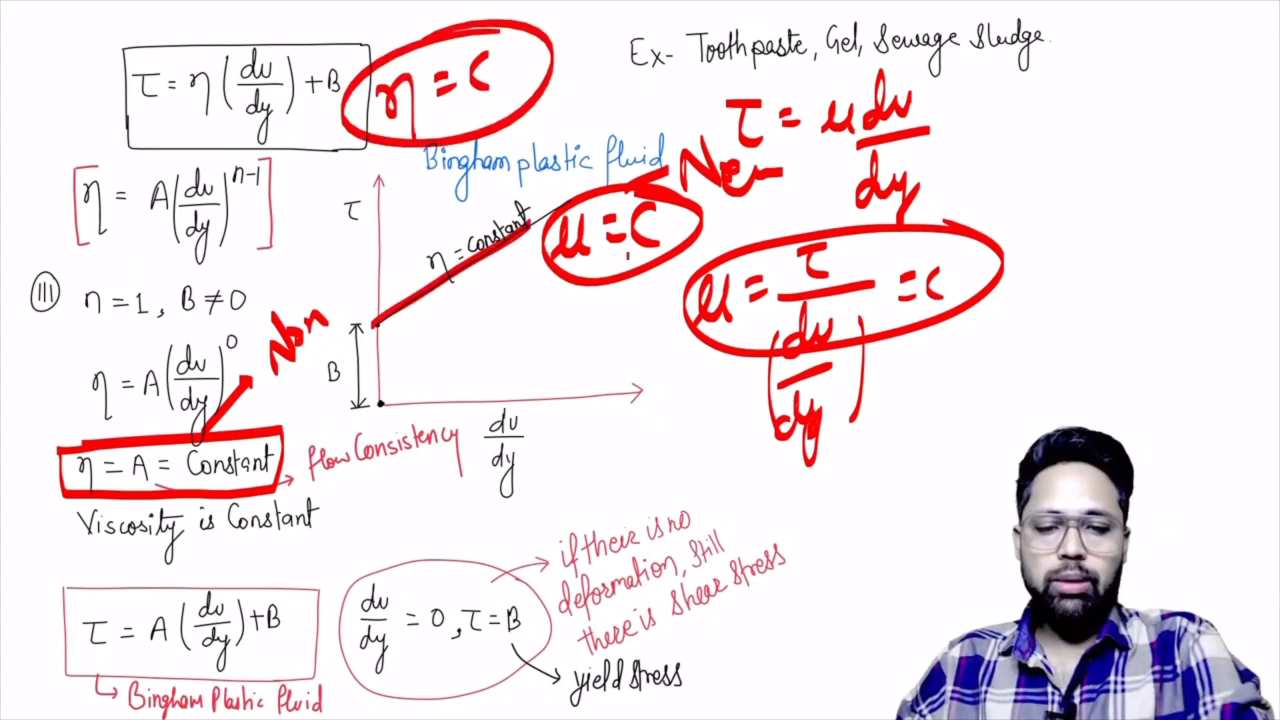 τ = η (du/dy) + B
η = C
Ex- Toothpaste, Gel, Sewage Sludge.
τ = μ du/dy
[η = A(du/dy)^n-1]
Bingham plastic fluid
New
τ
η = constant
μ = C
μ = τ/(du/dy) = C
(III) η = 1, B ≠ 0
Non
η = A(du/dy)^0
B
du/dy
η = A = Constant
flow Consistency
Viscosity is Constant
if there is no
deformation, still
there is shear stress
τ = A (du/dy) + B
du/dy = 0, τ = B
yield stress
Bingham Plastic fluid